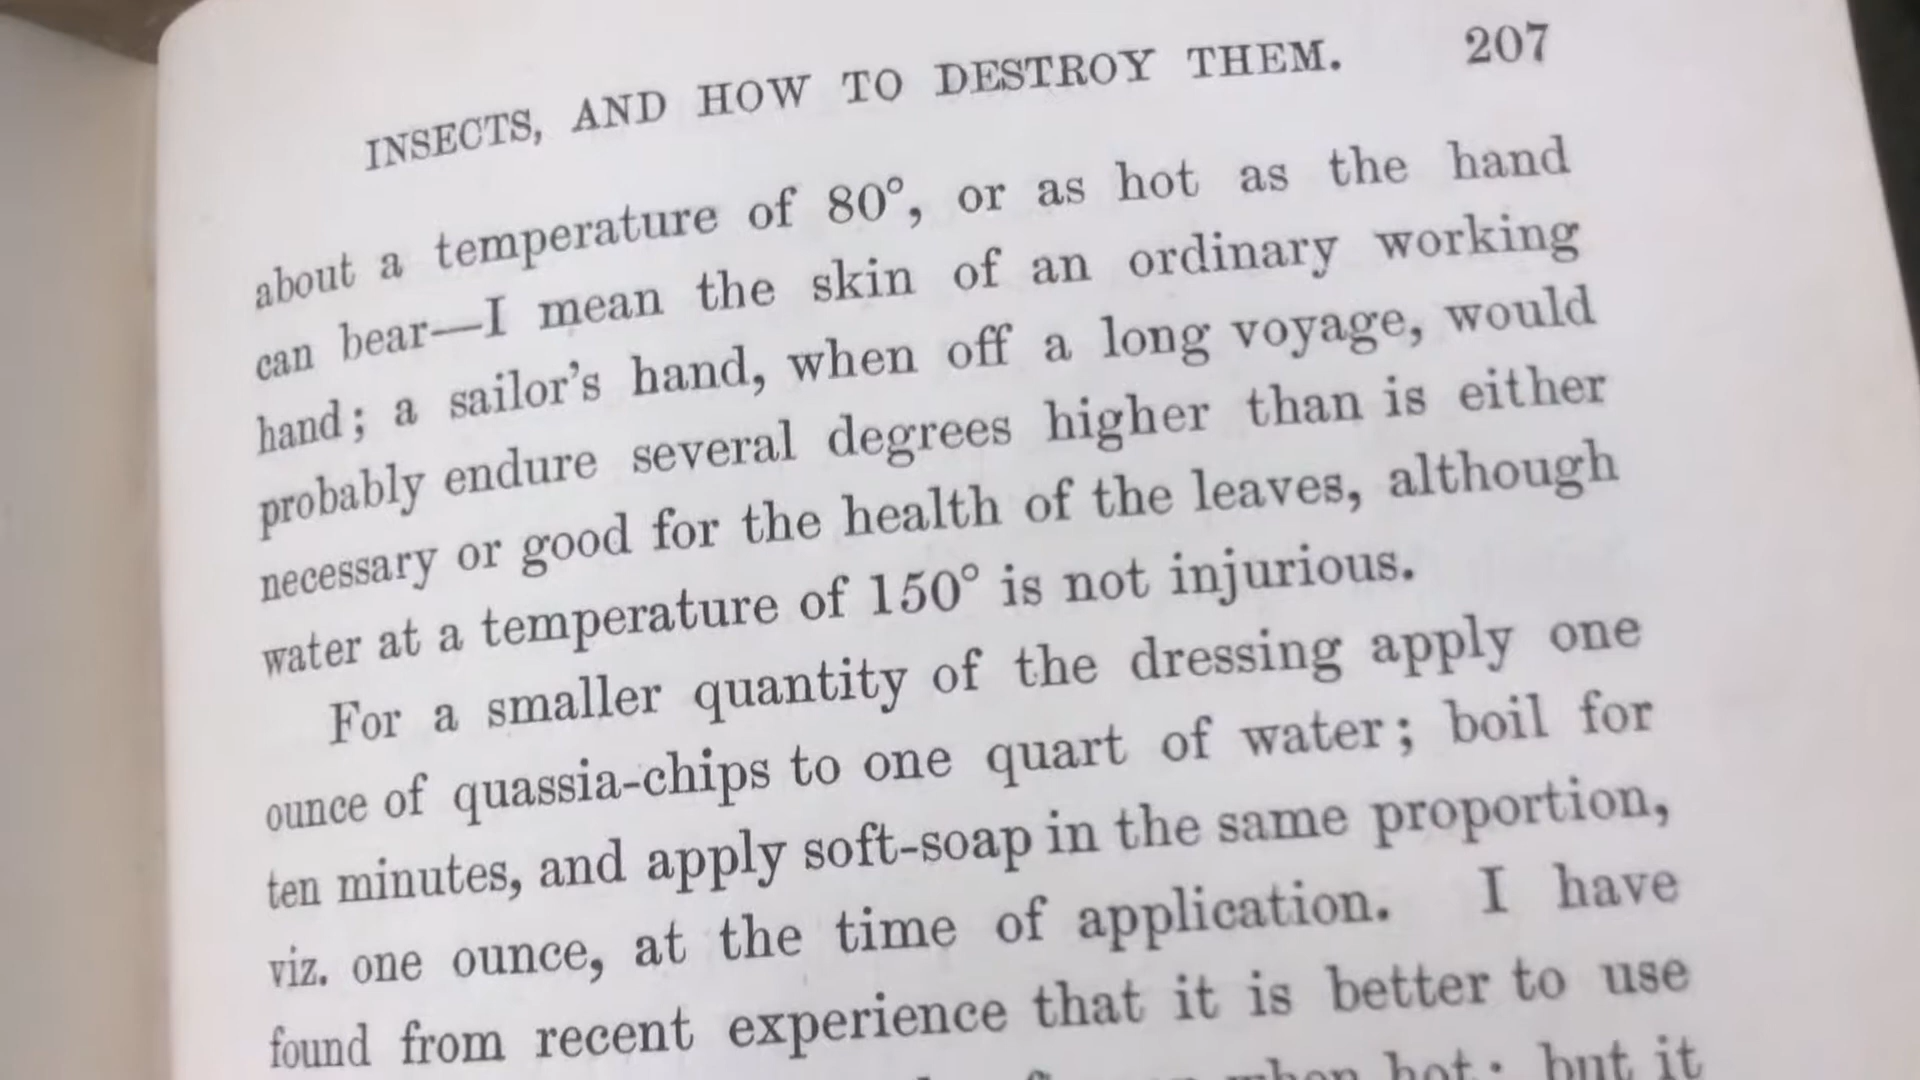 INSECTS, AND HOW TO DESTROY THEM. 207
about a temperature of 80°, or as hot as the hand
can bear—I mean the skin of an ordinary working
hand; a sailor's hand, when off a long voyage, would
probably endure several degrees higher than is either
necessary or good for the health of the leaves, although
water at a temperature of 150° is not injurious.
For a smaller quantity of the dressing apply one
ounce of quassia-chips to one quart of water; boil for
ten minutes, and apply soft-soap in the same proportion,
viz. one ounce, at the time of application. I have
found from recent experience that it is better to use
when hot; but it